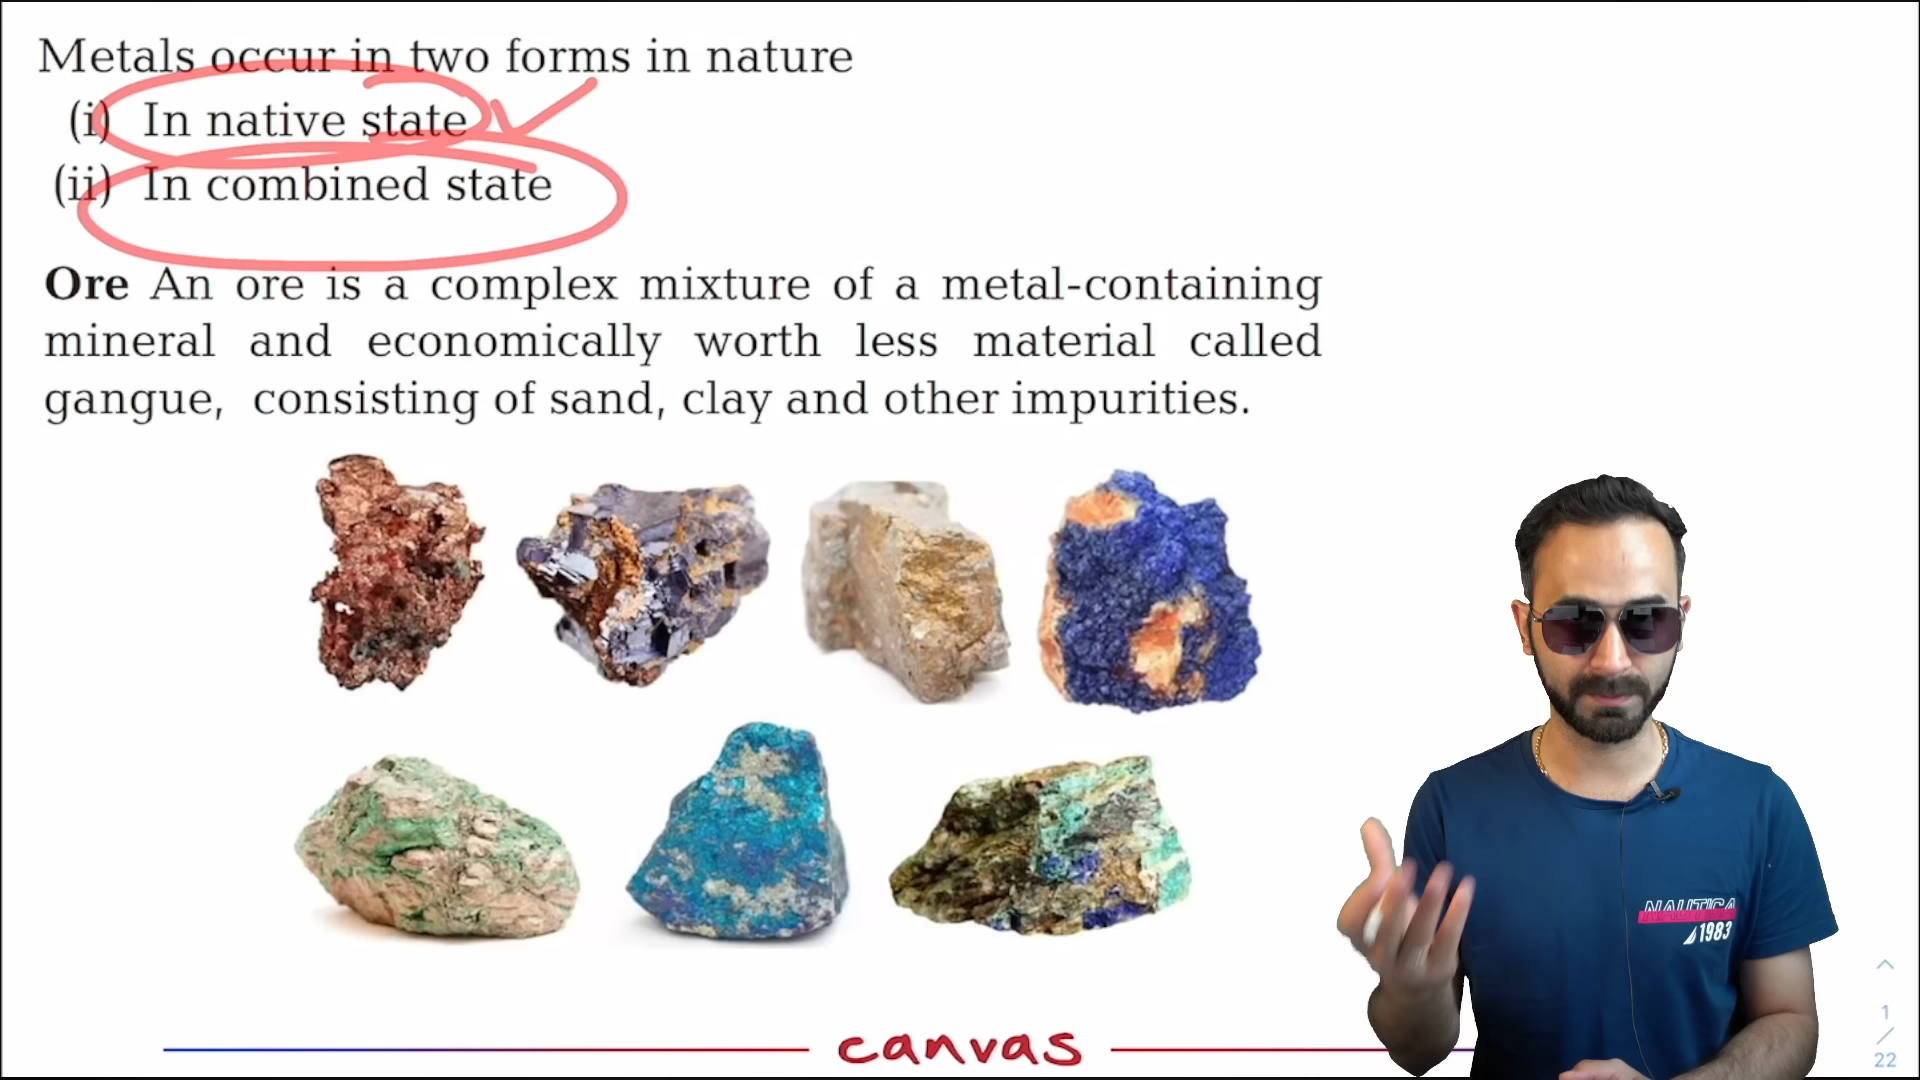 Metals occur in two forms in nature
(i) In native state
(ii) In combined state
Ore An ore is a complex mixture of a metal-containing
mineral and economically worth less material called
gangue, consisting of sand, clay and other impurities.
NAUTICA
1983
canvas
1
/
22